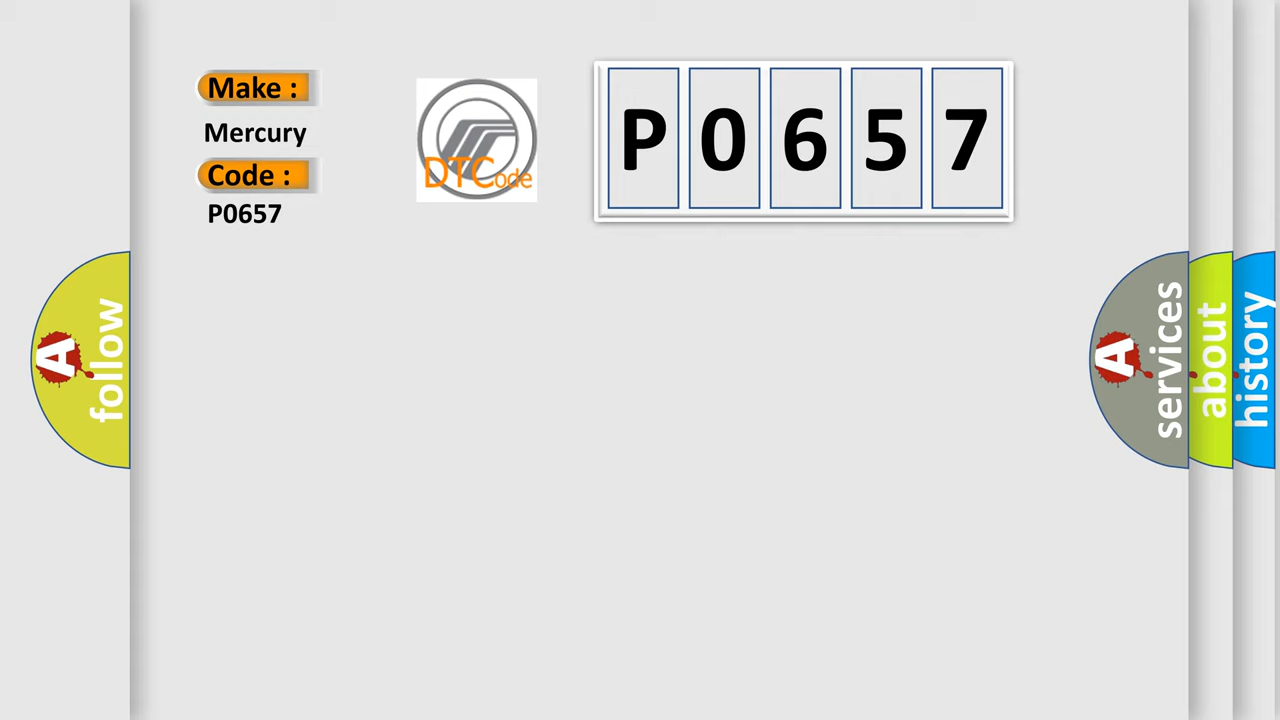 Make :
Mercury
Code :
P0657
DTCode
P 0 6 5 7
A follow
A services
about
history